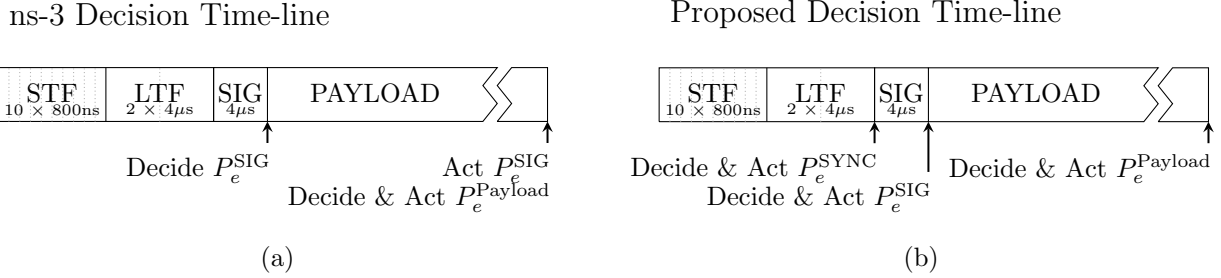 ns-3 Decision Time-line
STF
10 × 800ns
LTF
2 × 4μs
SIG
4μs
PAYLOAD
Decide P_e^SIG
Act P_e^SIG
Decide & Act P_e^Payload
(a)
Proposed Decision Time-line
STF
10 × 800ns
LTF
2 × 4μs
SIG
4μs
PAYLOAD
Decide & Act P_e^SYNC
Decide & Act P_e^Payload
Decide & Act P_e^SIG
(b)